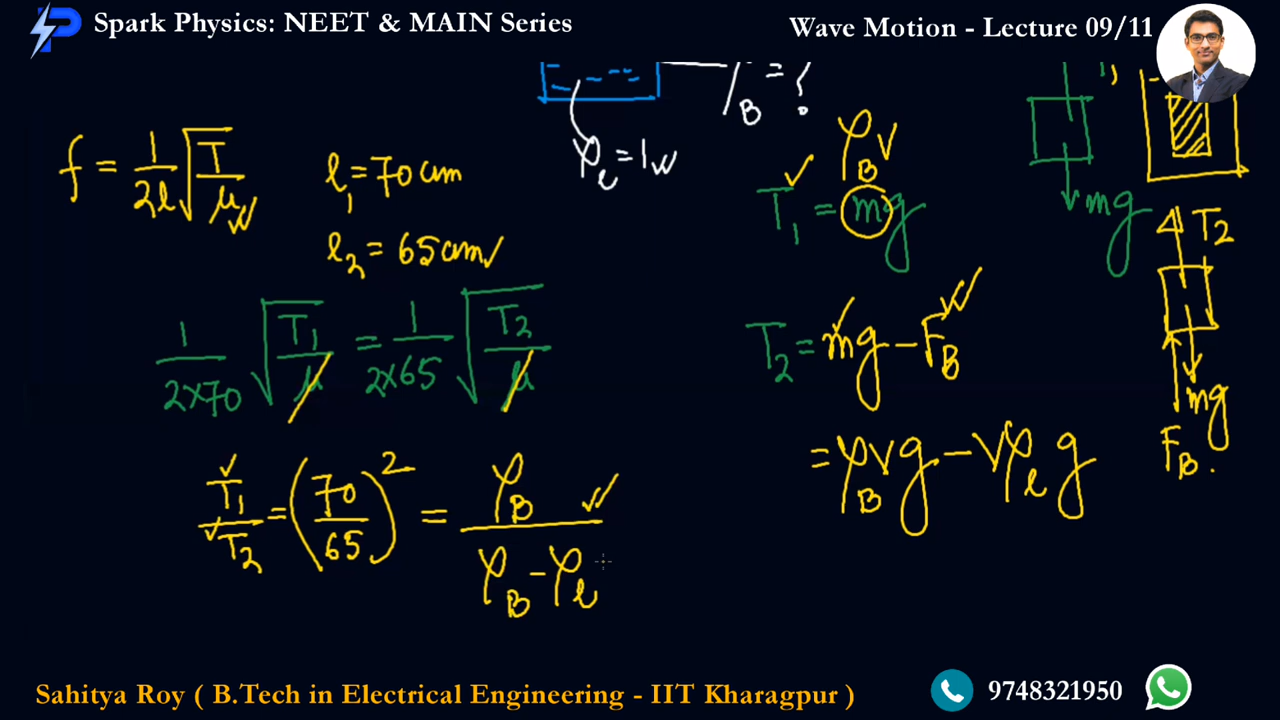 Spark Physics: NEET & MAIN Series
Wave Motion - Lecture 09/11
f = 1/2l √(T/μ)
l₁ = 70 cm
l₂ = 65 cm
1/(2×70) √(T₁/μ) = 1/(2×65) √(T₂/μ)
T₁/T₂ = (70/65)² = ρB/(ρB - ρl)
ρB = ?
ρl = 1
ρB V
T₁ = mg
T₂ = mg - FB
= ρB V g - V ρl g
mg
T2
mg
FB.
Sahitya Roy ( B.Tech in Electrical Engineering - IIT Kharagpur )
9748321950